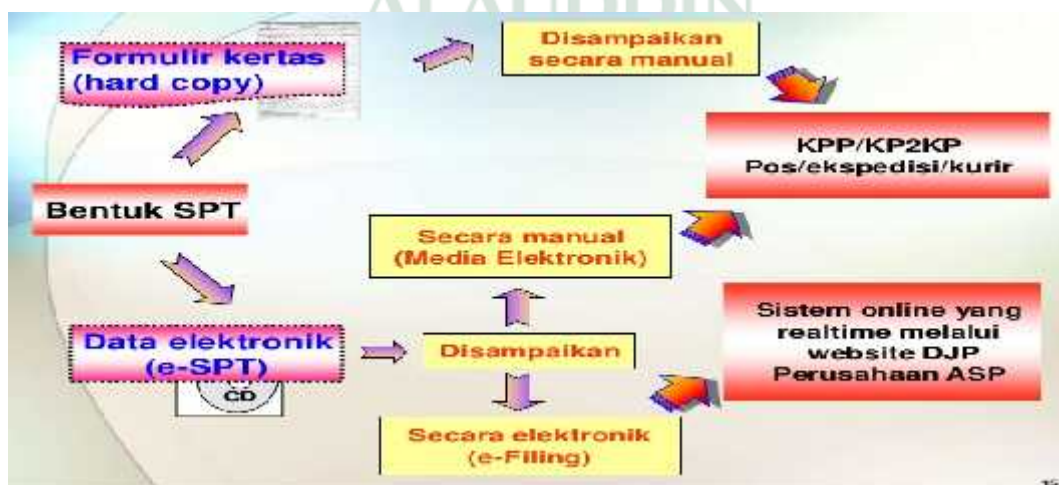 ALAUDDIN
Formulir kertas
(hard copy)
Disampaikan
secara manual
KPP/KP2KP
Pos/ekspedisi/kurir
Bentuk SPT
Secara manual
(Media Elektronik)
Sistem online yang
realtime melalui
website DJP
Perusahaan ASP
Data elektronik
(e-SPT)
CD
Disampaikan
Secara elektronik
(e-Filing)